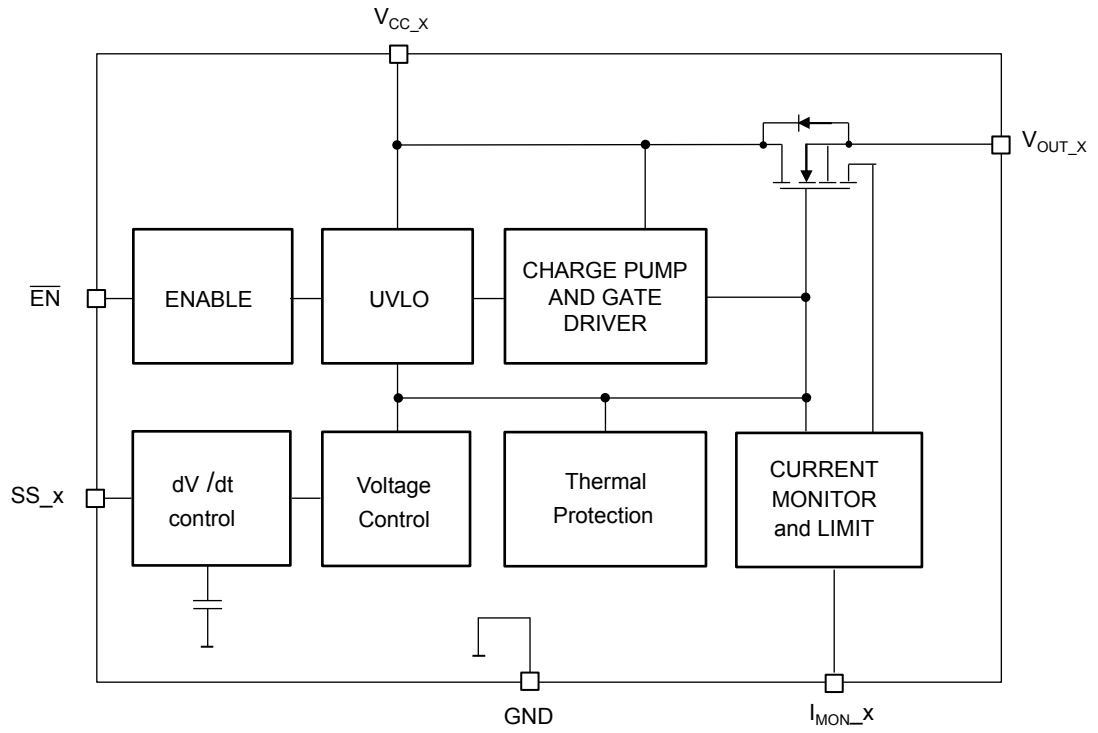 V_CC_X
V_OUT_X
EN
ENABLE
UVLO
CHARGE PUMP
AND GATE
DRIVER
SS_x
dV /dt
control
Voltage
Control
Thermal
Protection
CURRENT
MONITOR
and LIMIT
GND
I_MON_x